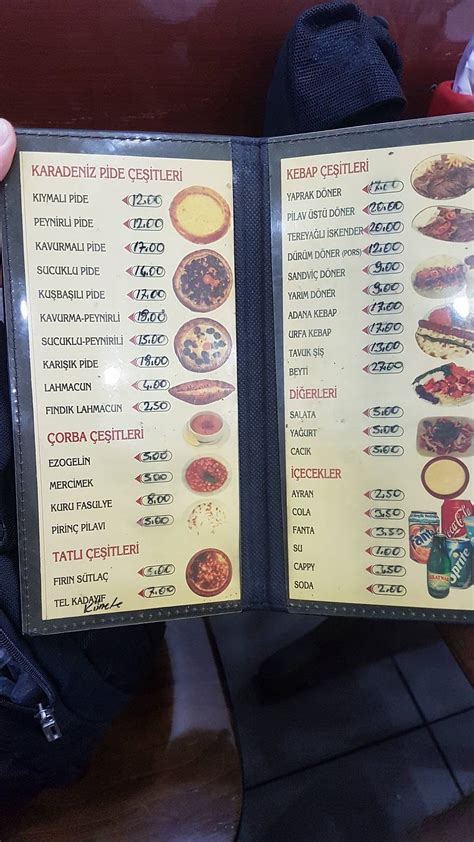 KARADENİZ PİDE ÇEŞİTLERİ
KIYMALI PİDE 12.00
PEYNİRLİ PİDE 12.00
KAVURMALI PİDE 17.00
SUCUKLU PİDE 14.00
KUŞBAŞILI PİDE 17.00
KAVURMA-PEYNİRLİ
SUCUKLU-PEYNİRLİ 15.00
KARIŞIK PİDE 18.00
LAHMACUN 4.00
FINDIK LAHMACUN 2.50
ÇORBA ÇEŞİTLERİ
EZOGELİN 5.00
MERCİMEK 5.00
KURU FASULYE 8.00
PİRİNÇ PİLAVI 5.00
TATLI ÇEŞİTLERİ
FIRIN SÜTLAÇ 5.00
TEL KADAYIF 7.00
Künefe
KEBAP ÇEŞİTLERİ
YAPRAK DÖNER 17.00
PİLAV ÜSTÜ DÖNER 20.00
TEREYAĞLI İSKENDER 20.00
DÜRÜM DÖNER (PORS) 12.00
SANDVİÇ DÖNER 9.00
YARIM DÖNER 9.00
ADANA KEBAP 17.00
URFA KEBAP 17.00
TAVUK ŞİŞ 13.00
BEYTİ
DİĞERLERİ
SALATA 5.00
YAĞURT 5.00
CACIK 5.00
İÇECEKLER
AYRAN 2.50
COLA 3.50
FANTA 3.50
SU 1.00
CAPPY 3.50
SODA 2.00
Coca-Cola
Sprite